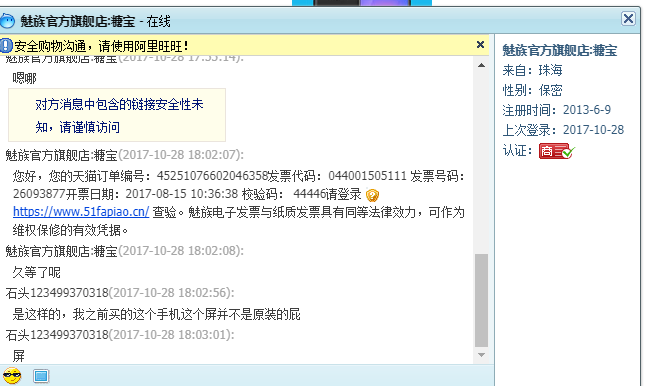 魅族官方旗舰店:糖宝 - 在线
安全购物沟通，请使用阿里旺旺！
魅族官方旗舰店:糖宝(2017-10-28 17:55:14):
嗯哪
对方消息中包含的链接安全性未
知，请谨慎访问
魅族官方旗舰店:糖宝(2017-10-28 18:02:07):
您好，您的天猫订单编号：45251076602046358发票代码：044001505111 发票号码：
26093877开票日期：2017-08-15 10:36:38 校验码： 44446请登录
https://www.51fapiao.cn/ 查验。魅族电子发票与纸质发票具有同等法律效力，可作为
维权保修的有效凭据。
魅族官方旗舰店:糖宝(2017-10-28 18:02:08):
久等了呢
石头123499370318(2017-10-28 18:02:56):
是这样的，我之前买的这个手机这个屏并不是原装的屁
石头123499370318(2017-10-28 18:03:01):
屏
魅族官方旗舰店:糖宝
来自：珠海
性别：保密
注册时间：2013-6-9
上次登录：2017-10-28
认证：商